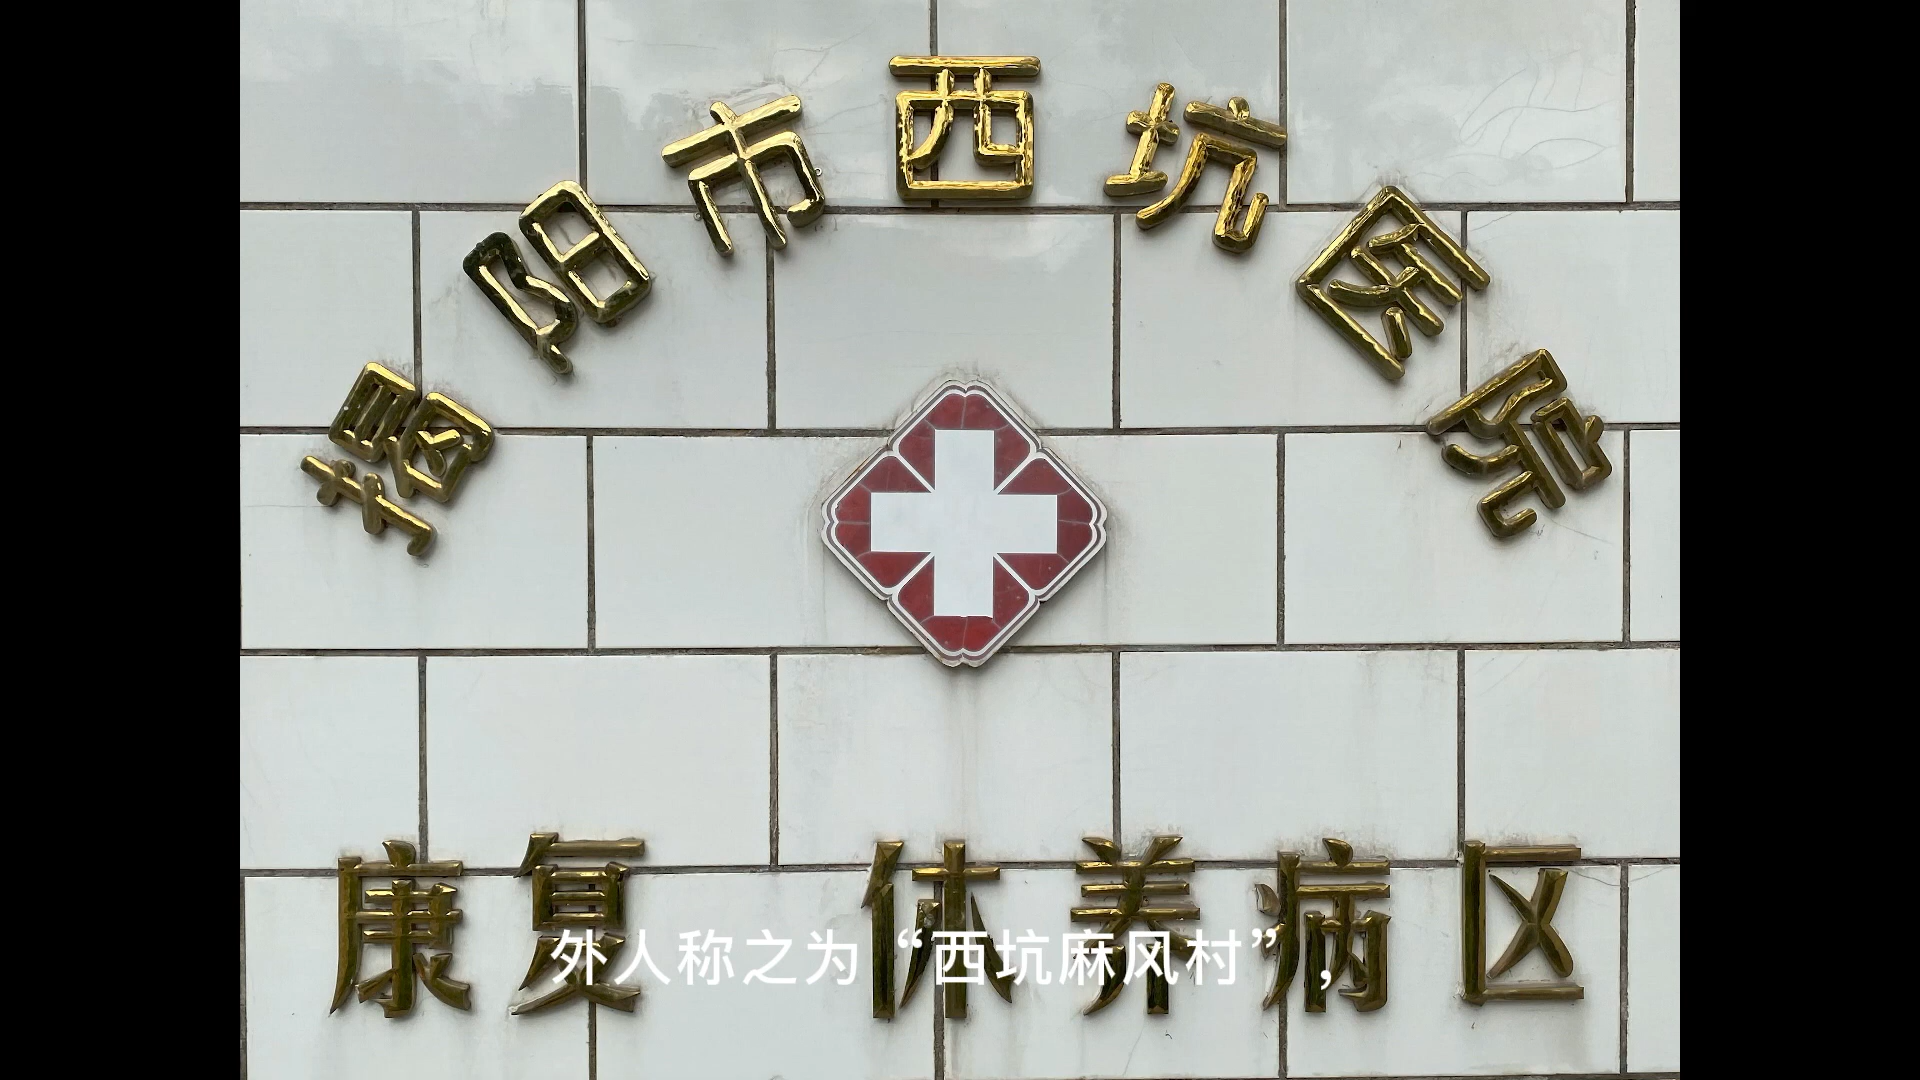 揭阳市西坑医院
康复 休养病区
外人称之为“西坑麻风村”，